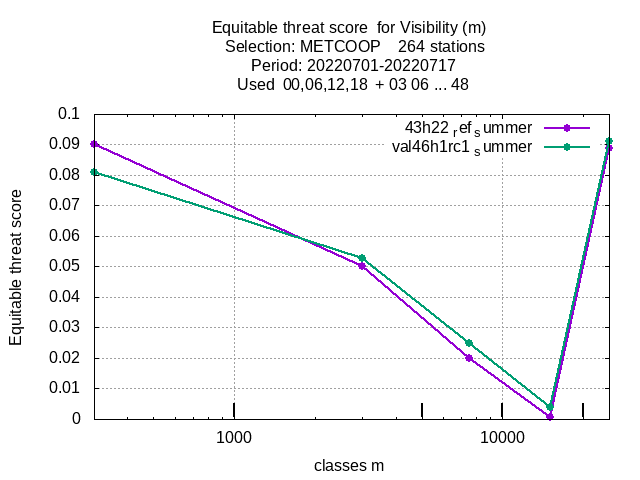 Equitable threat score for Visibility (m)
Selection: METCOOP 264 stations
Period: 20220701-20220717
Used 00,06,12,18 + 03 06 ... 48
43h22 ref summer
val46h1rc1 summer
0.1
0.09
0.08
0.07
0.06
0.05
0.04
0.03
0.02
0.01
0
Equitable threat score
1000 10000
classes m